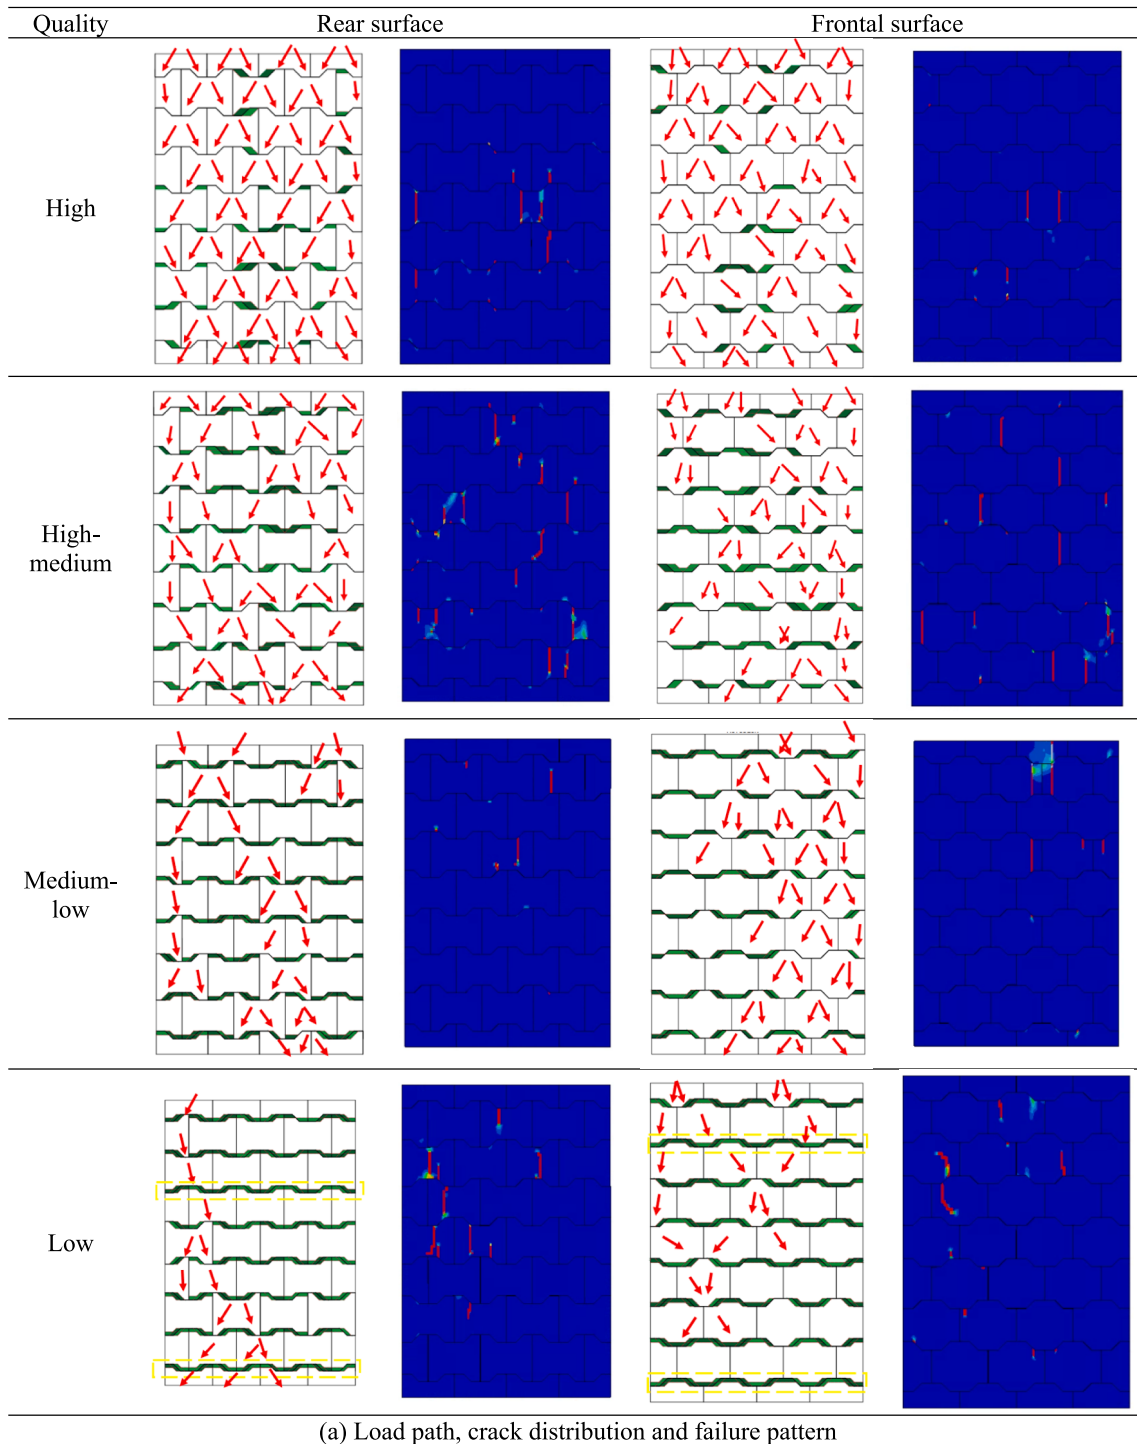 Quality Rear surface Frontal surface
High
High-
medium
Medium-
low
Low
(a) Load path, crack distribution and failure pattern